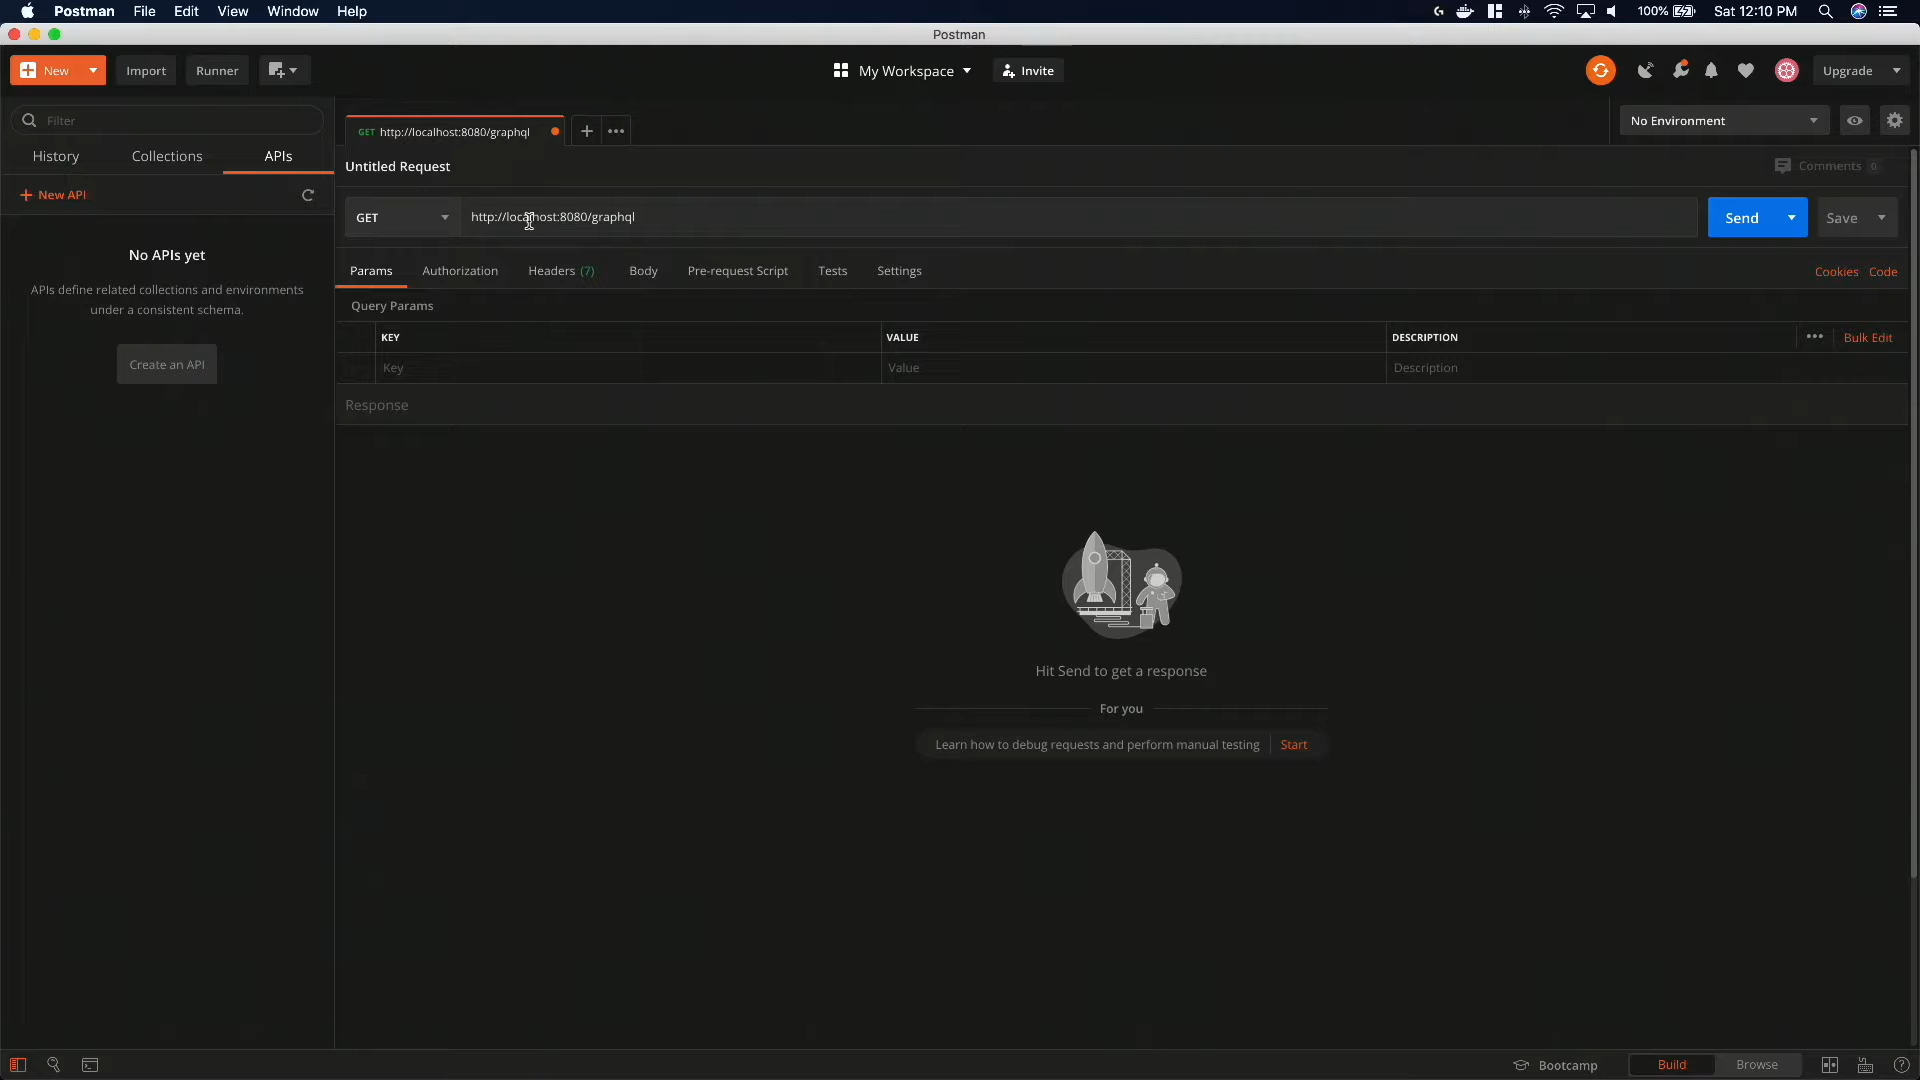 Postman File Edit View Window Help
100% Sat 12:10 PM
Postman
New Import Runner
My Workspace Invite
Upgrade
Filter
GET http://localhost:8080/graphql
No Environment
History Collections APIs
Untitled Request
Comments 0
New API
GET http://localhost:8080/graphql
Send Save
No APIs yet
APIs define related collections and environments
under a consistent schema.
Create an API
Params Authorization Headers (7) Body Pre-request Script Tests Settings
Cookies Code
Query Params
KEY VALUE DESCRIPTION
Bulk Edit
Key Value Description
Response
Hit Send to get a response
For you
Learn how to debug requests and perform manual testing Start
Bootcamp Build Browse